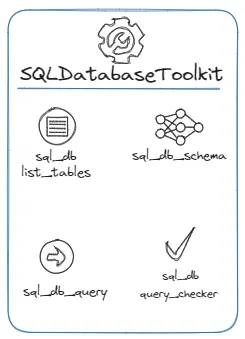 SQLDatabaseToolkit
sql_db
list_tables
sql_db_schema
sql_db_query
sql_db
query_checker